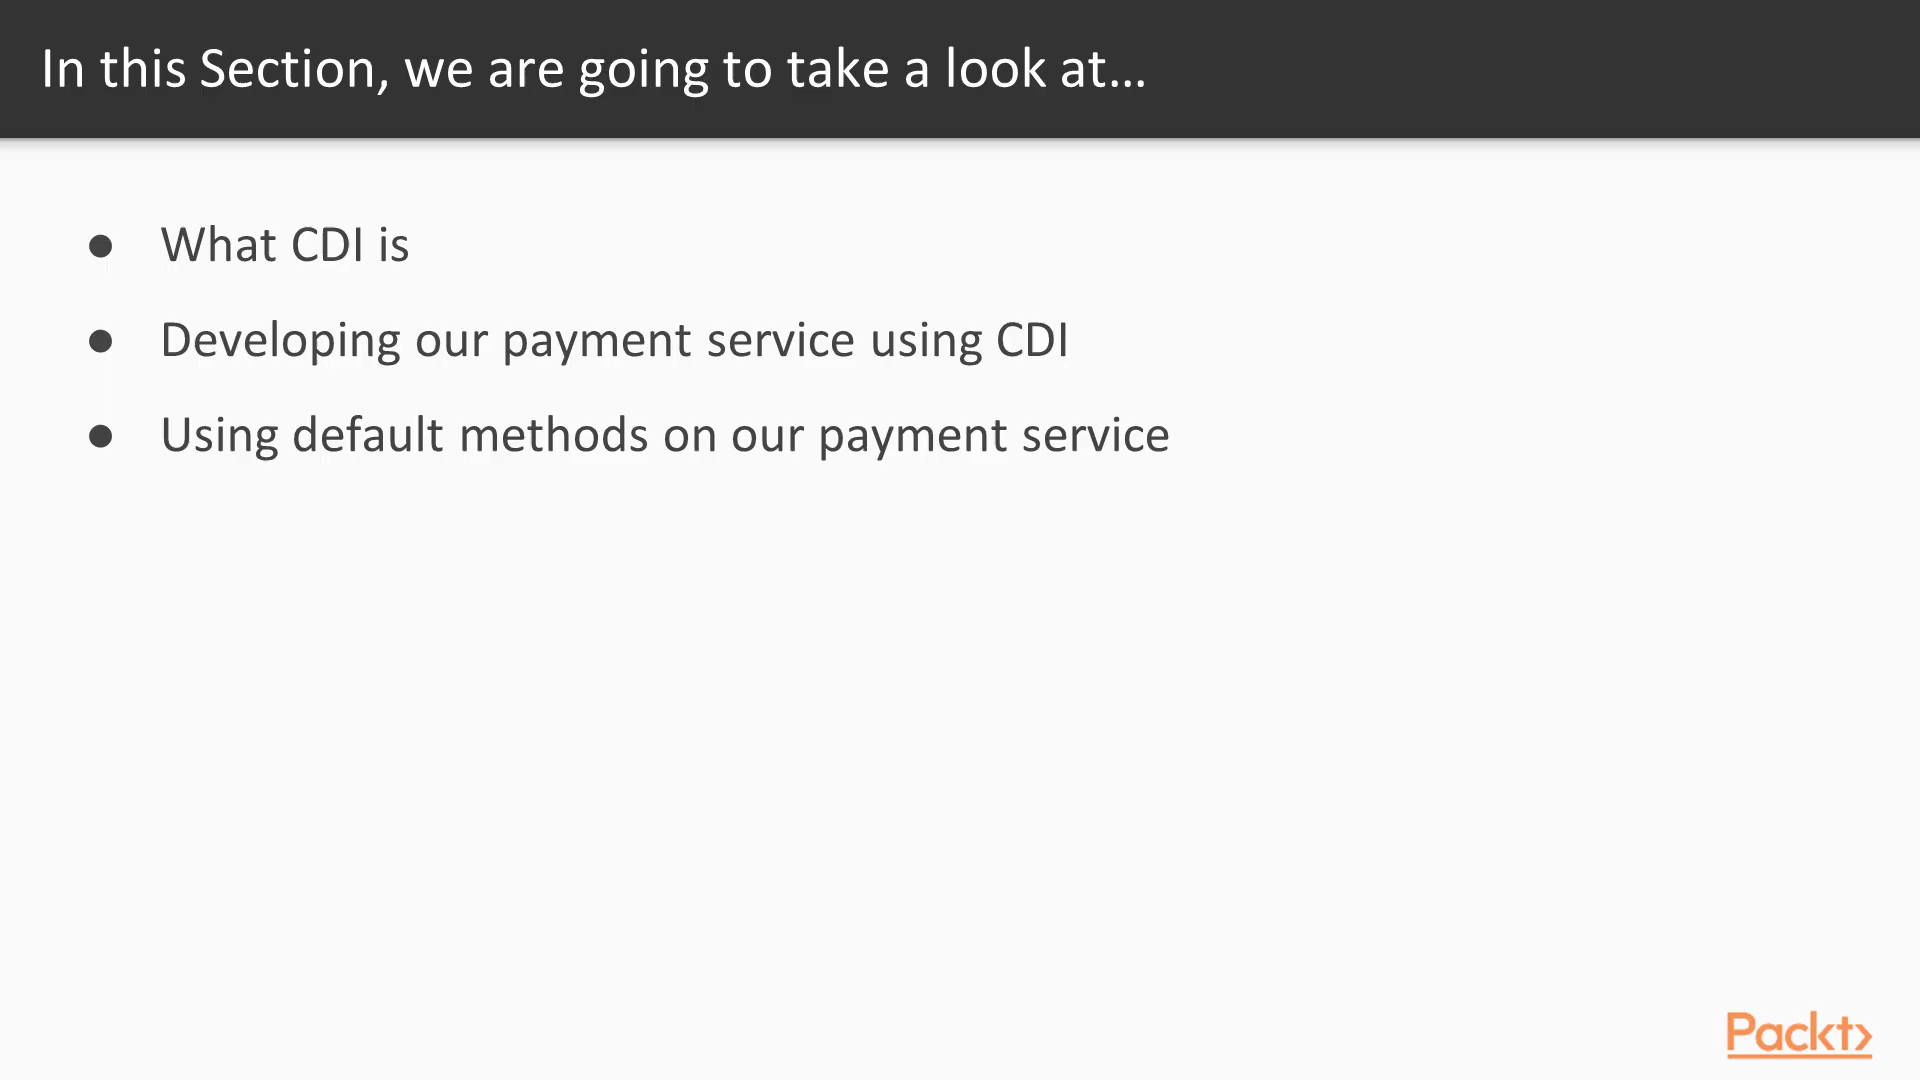 In this Section, we are going to take a look at...
● What CDI is
● Developing our payment service using CDI
● Using default methods on our payment service
Packt>